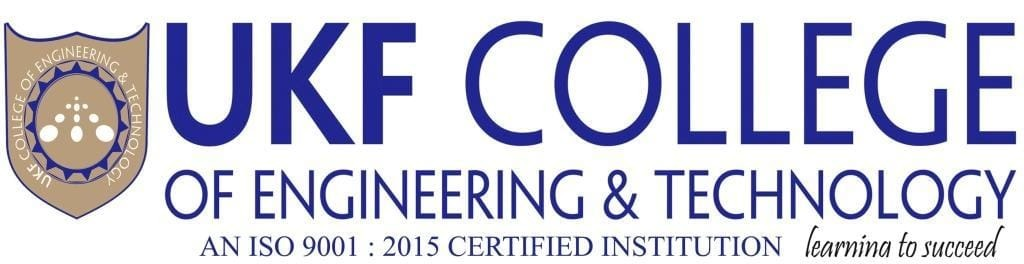 UKF COLLEGE OF ENGINEERING & TECHNOLOGY
UKF COLLEGE
OF ENGINEERING & TECHNOLOGY
AN ISO 9001 : 2015 CERTIFIED INSTITUTION learning to succeed